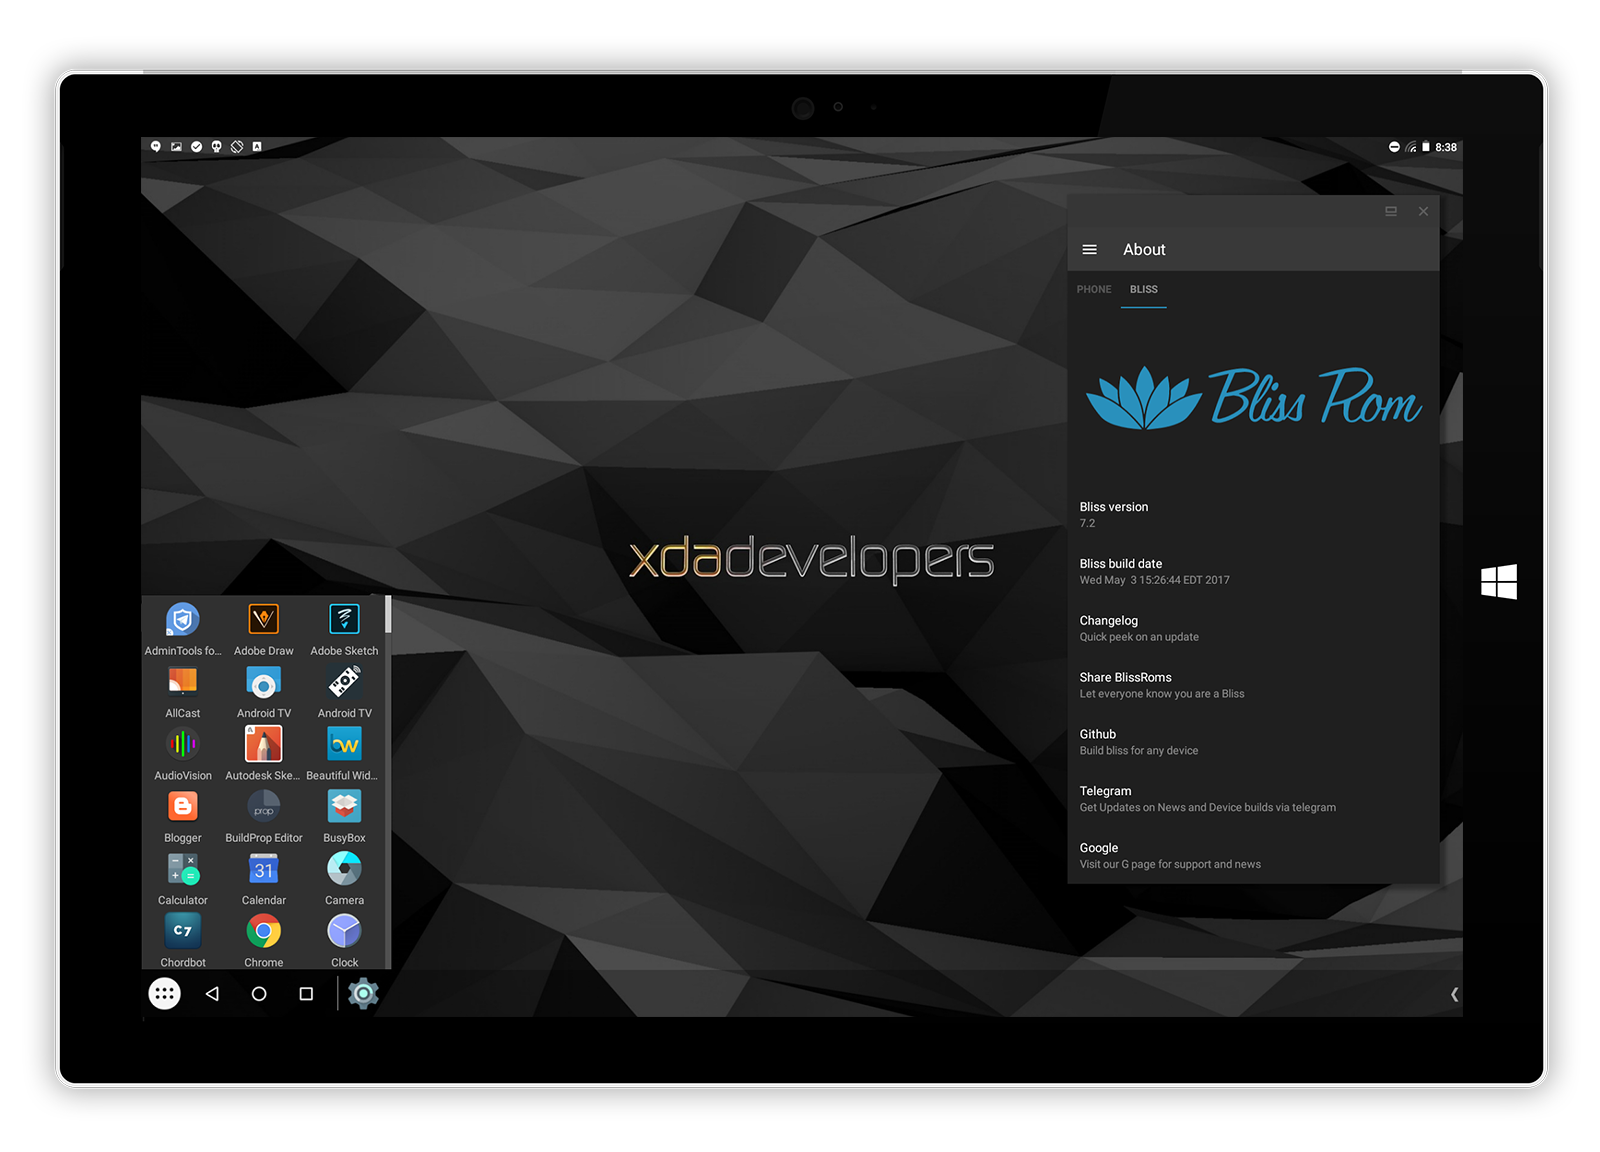 8:38
About
PHONE BLISS
Bliss Rom
Bliss version
7.2
Bliss build date
Wed May 3 15:26:44 EDT 2017
Changelog
Quick peek on an update
Share BlissRoms
Let everyone know you are a Bliss
Github
Build bliss for any device
Telegram
Get Updates on News and Device builds via telegram
Google
Visit our G page for support and news
xdadevelopers
AdminTools fo... Adobe Draw Adobe Sketch
AllCast Android TV Android TV
bw
AudioVision Autodesk Ske... Beautiful Wid...
prop
Blogger BuildProp Editor BusyBox
31
Calculator Calendar Camera
C7
Chordbot Chrome Clock